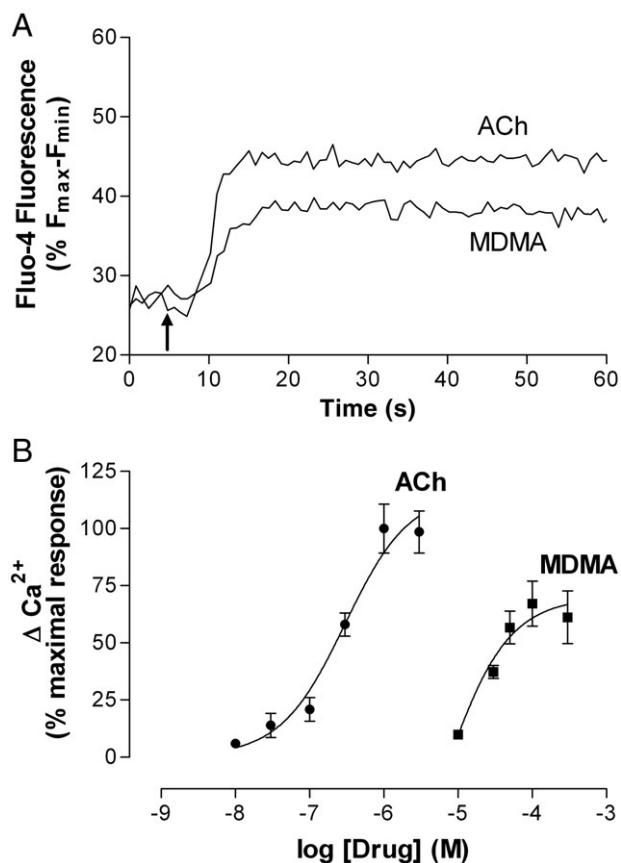 A
Fluo-4 Fluorescence
(% Fmax-Fmin)
60
50
40
30
20
ACh
MDMA
0 10 20 30 40 50 60
Time (s)
B
Δ Ca²⁺
(% maximal response)
125
100
75
50
25
0
ACh
MDMA
-9 -8 -7 -6 -5 -4 -3
log [Drug] (M)